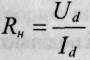 Rн = Ud / Id